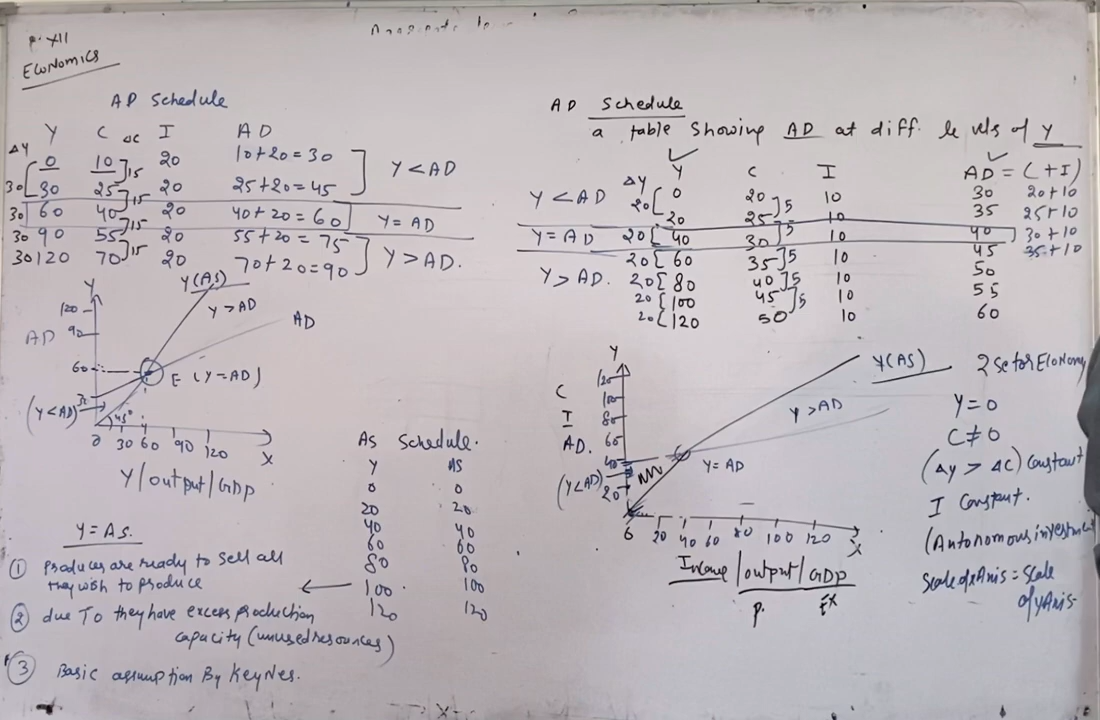 P. XII
ECONOMICS
AD Schedule
Y C ΔC I AD
ΔY
0 10 20 10+20=30
30 15
30 25 20 25+20=45
Y<AD
15
30 60 40 20 40+20=60 Y=AD
15
30 90 55 20 55+20=75
15
30 120 70 20 70+20=90
Y>AD.
Y
120
AD 90
60
30
(Y<AD)
Y(AS)
Y>AD
AD
E (Y=AD)
45°
0 30 60 90 120
X
Y/output/GDP
Y=AS.
① Produces are ready to sell all
they wish to produce
② due To they have excess production
capacity (unused resources)
③ Basic assumption By Keynes.
AS Schedule.
Y AS
0 0
20 20
40 40
60 60
80 80
100 100
120 120
AD Schedule
a table Showing AD at diff. levels of Y
ΔY Y C I AD=(C+I)
Y<AD 0 20 10 30 20+10
20 5
20 25 10 35 25+10
Y=AD 20 40 30 5 10 40 30+10
20 60 35 10 45 35+10
5
Y>AD. 20 80 40 10 50
5
20 100 45 10 55
5
20 120 50 10 60
Y
C
I
AD.
120
100
80
60
40
20
(Y<AD)
Y(AS)
Y>AD
Y=AD
0 20 40 60 80 100 120
X
Income/output/GDP
P. EX
2 Sector Economy
Y=0
C≠0
(ΔY > ΔC) Constant
I Constant.
(Autonomous investment
Scale of x Axis = Scale
of y Axis
X